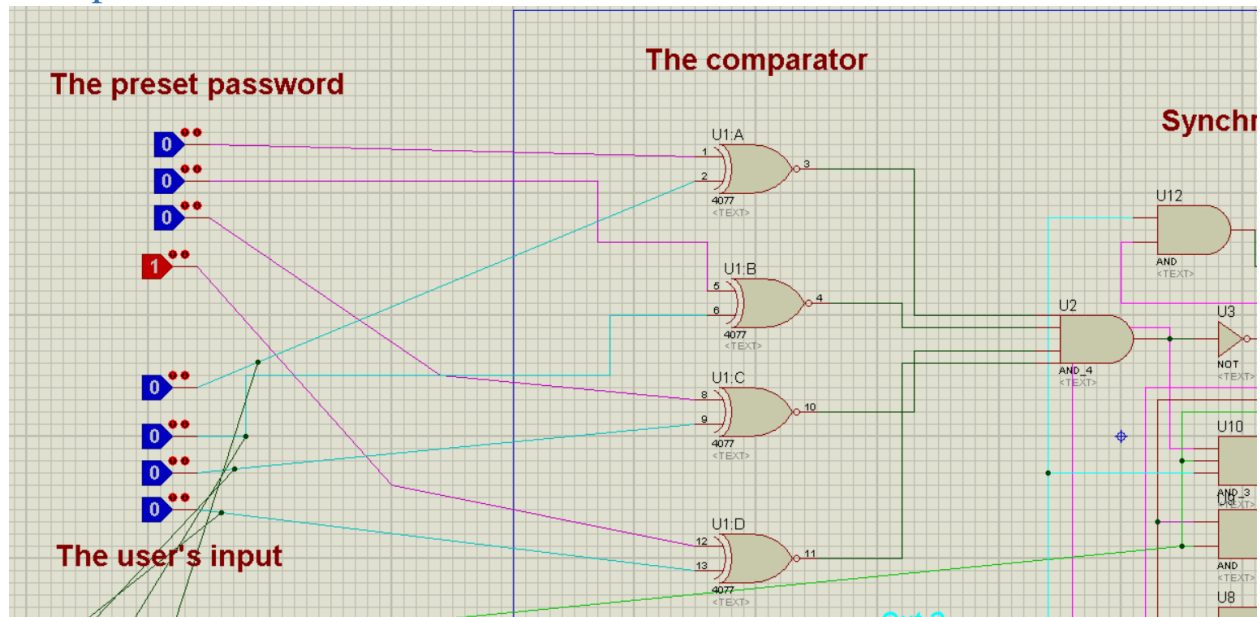 The comparator
The preset password
Synchr
0
0
0
1
0
0
0
0
The user's input
U1:A
1
2
3
4077
<TEXT>
U1:B
5
6
4
4077
<TEXT>
U1:C
8
9
10
4077
<TEXT>
U1:D
12
13
11
4077
<TEXT>
U2
AND_4
<TEXT>
U12
AND
<TEXT>
U3
NOT
<TEXT>
U10
AND_3
<TEXT>
U9
AND
<TEXT>
U8